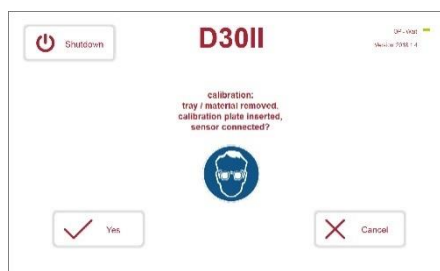 Shutdown
D30II
Version 2018.1.4
calibration:
tray / material removed,
calibration plate inserted,
sensor connected?
Yes
Cancel